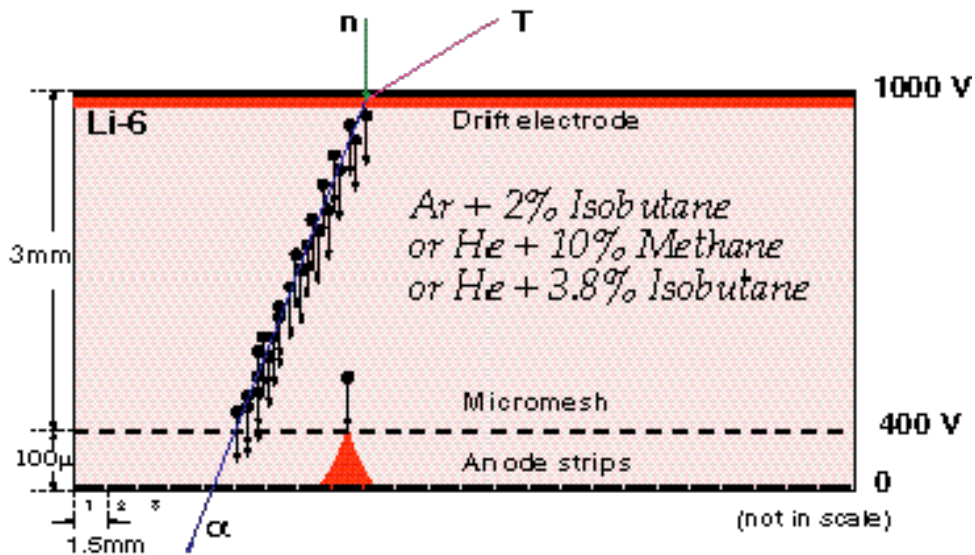 n
T
1000 V
Li-6
Drift electrode
Ar + 2% Isobutane
or He + 10% Methane
or He + 3.8% Isobutane
3mm
Micromesh
400 V
100μ
Anode strips
0
1 2 3
(not in scale)
α
1.5mm